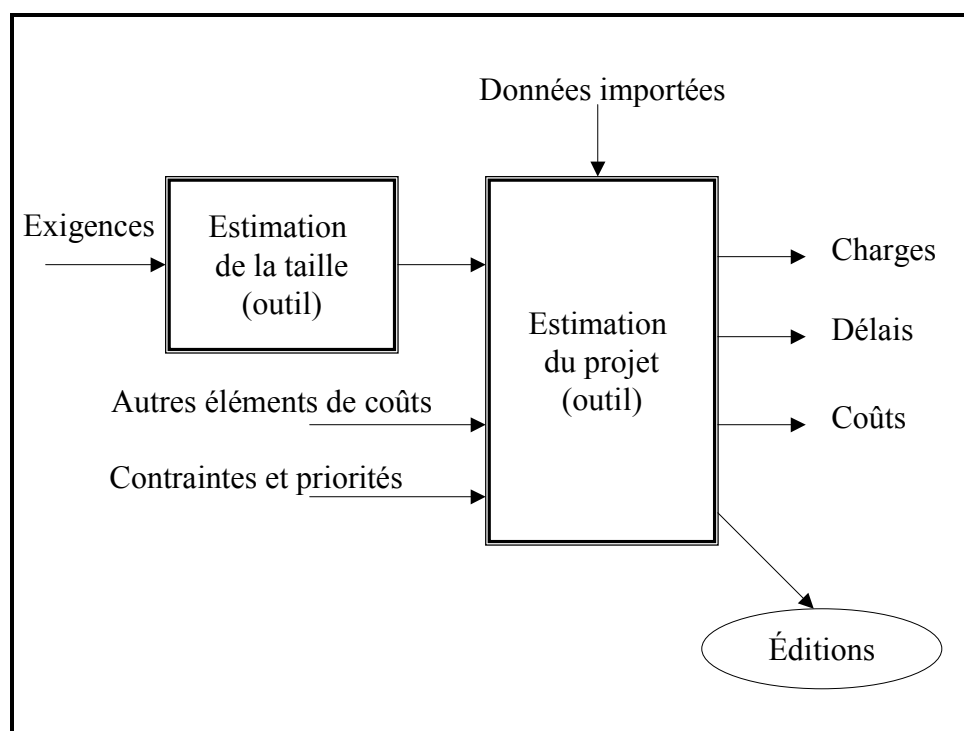 Données importées
Exigences
Estimation
de la taille
(outil)
Autres éléments de coûts
Contraintes et priorités
Estimation
du projet
(outil)
Charges
Délais
Coûts
Éditions